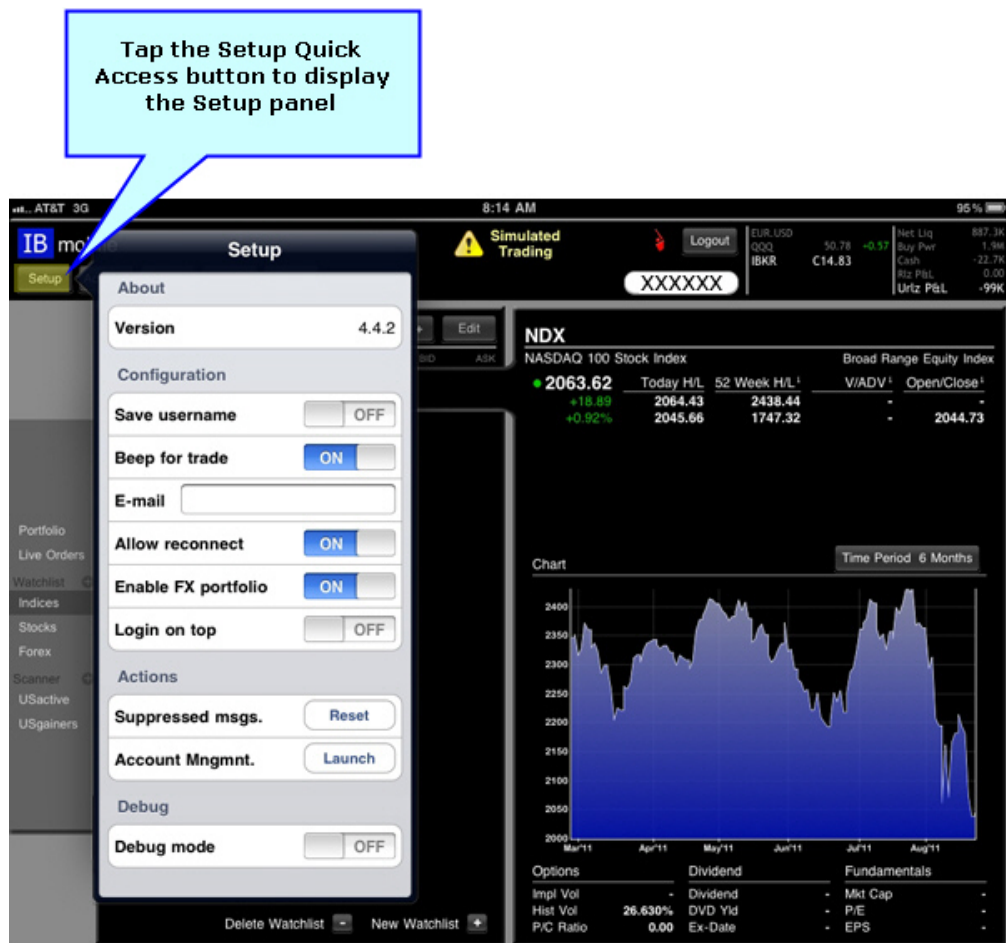 Tap the Setup Quick
Access button to display
the Setup panel
AT&T 3G 8:14 AM 95%
IB
Setup
Simulated
Trading
Logout
XXXXXX
EUR.USD
QQQ 50.78 +0.57
IBKR C14.83
Net Liq 887.3K
Buy Pwr 1.9M
Cash -22.7K
Rlz P&L 0.00
Urlz P&L -99K
Setup
About
Version 4.4.2
Configuration
Save username OFF
Beep for trade ON
E-mail
Allow reconnect ON
Enable FX portfolio ON
Login on top OFF
Actions
Suppressed msgs. Reset
Account Mngmnt. Launch
Debug
Debug mode OFF
Edit
BID ASK
Portfolio
Live Orders
Watchlist
Indices
Stocks
Forex
Scanner
USactive
USgainers
Delete Watchlist - New Watchlist +
NDX
NASDAQ 100 Stock Index Broad Range Equity Index
2063.62 Today H/L 52 Week H/L V/ADV Open/Close
+18.89 2064.43 2438.44 - -
+0.92% 2045.66 1747.32 - 2044.73
Chart Time Period 6 Months
2400
2350
2300
2250
2200
2150
2100
2050
2000
Mar'11 Apr'11 May'11 Jun'11 Jul'11 Aug'11
Options Dividend Fundamentals
Impl Vol - Dividend - Mkt Cap -
Hist Vol 26.630% DVD Yld - P/E -
P/C Ratio 0.00 Ex-Date - EPS -